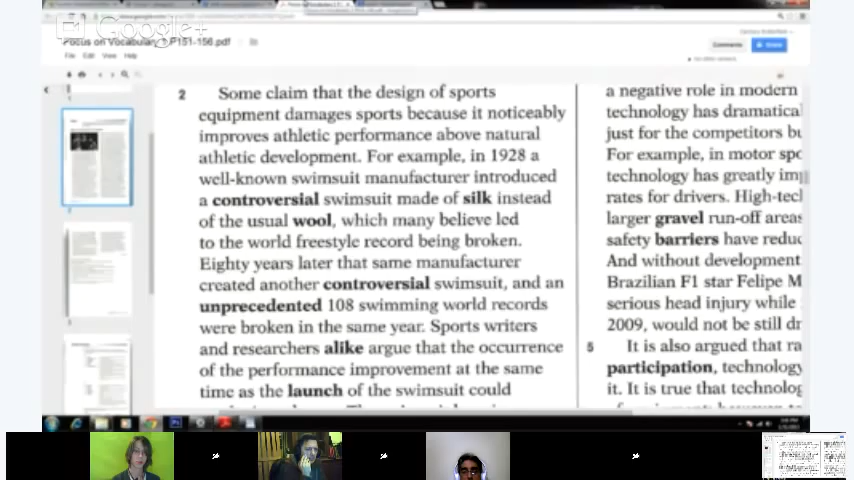 Google+
Focus on Vocabulary 1 P151-156.pdf
File Edit View Help
Comments
Share
2 Some claim that the design of sports
equipment damages sports because it noticeably
improves athletic performance above natural
athletic development. For example, in 1928 a
well-known swimsuit manufacturer introduced
a controversial swimsuit made of silk instead
of the usual wool, which many believe led
to the world freestyle record being broken.
Eighty years later that same manufacturer
created another controversial swimsuit, and an
unprecedented 108 swimming world records
were broken in the same year. Sports writers
and researchers alike argue that the occurrence
of the performance improvement at the same
time as the launch of the swimsuit could
a negative role in modern
technology has dramatica
just for the competitors bu
For example, in motor spo
technology has greatly im
rates for drivers. High-tech
larger gravel run-off areas
safety barriers have reduc
And without development
Brazilian F1 star Felipe M
serious head injury while
2009, would not be still dr
5 It is also argued that ra
participation, technology
it. It is true that technolog